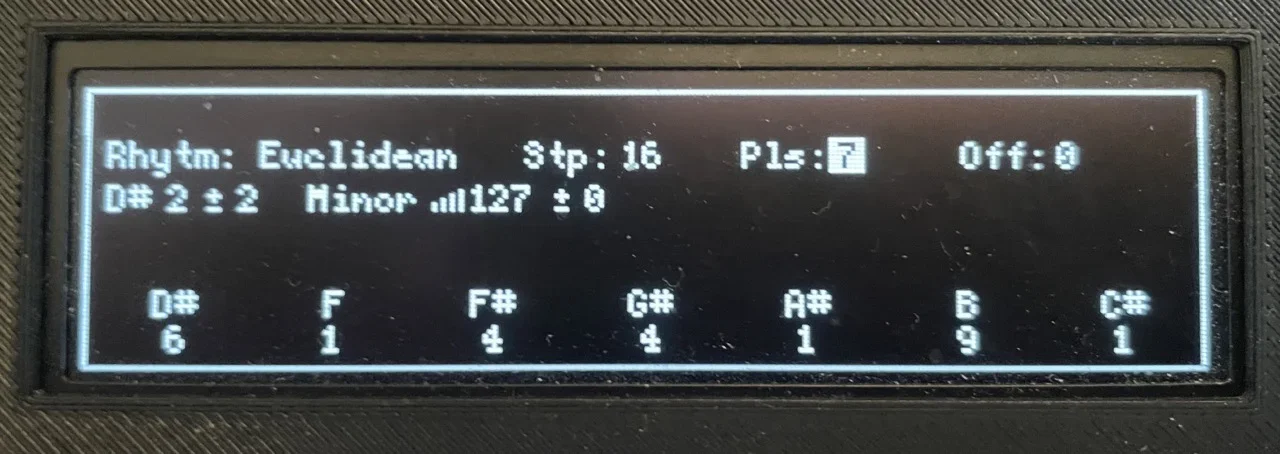 Rhytm: Euclidean Stp: 16 Pls:7 Off:0
D# 2 ± 2 Minor 127 ± 0
D# F F# G# A# B C#
6 1 4 4 1 9 1